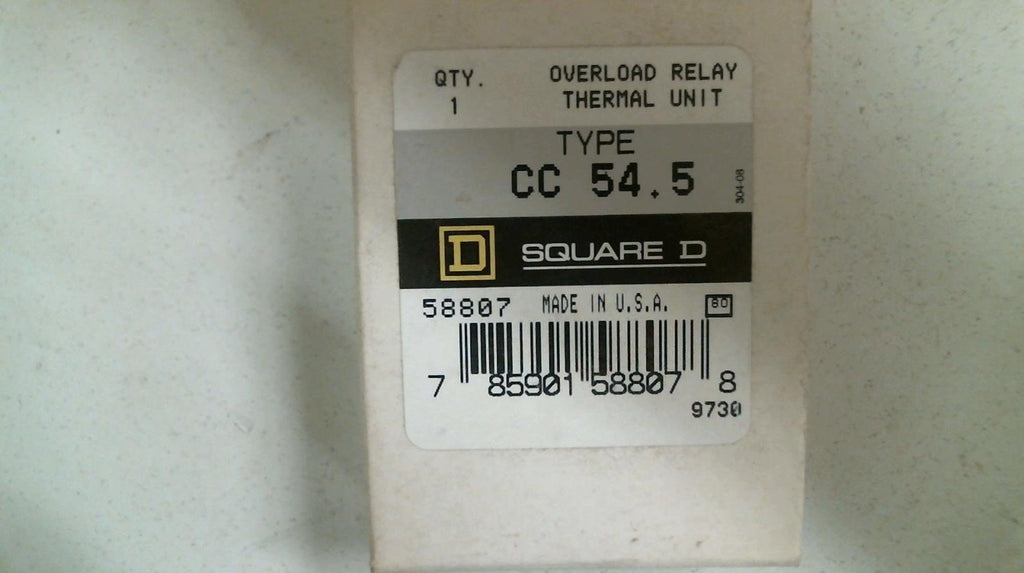 QTY. OVERLOAD RELAY
1 THERMAL UNIT
TYPE
CC 54.5
304-08
D SQUARE D
58807 MADE IN U.S.A. 80
7 85901 58807 8
9730